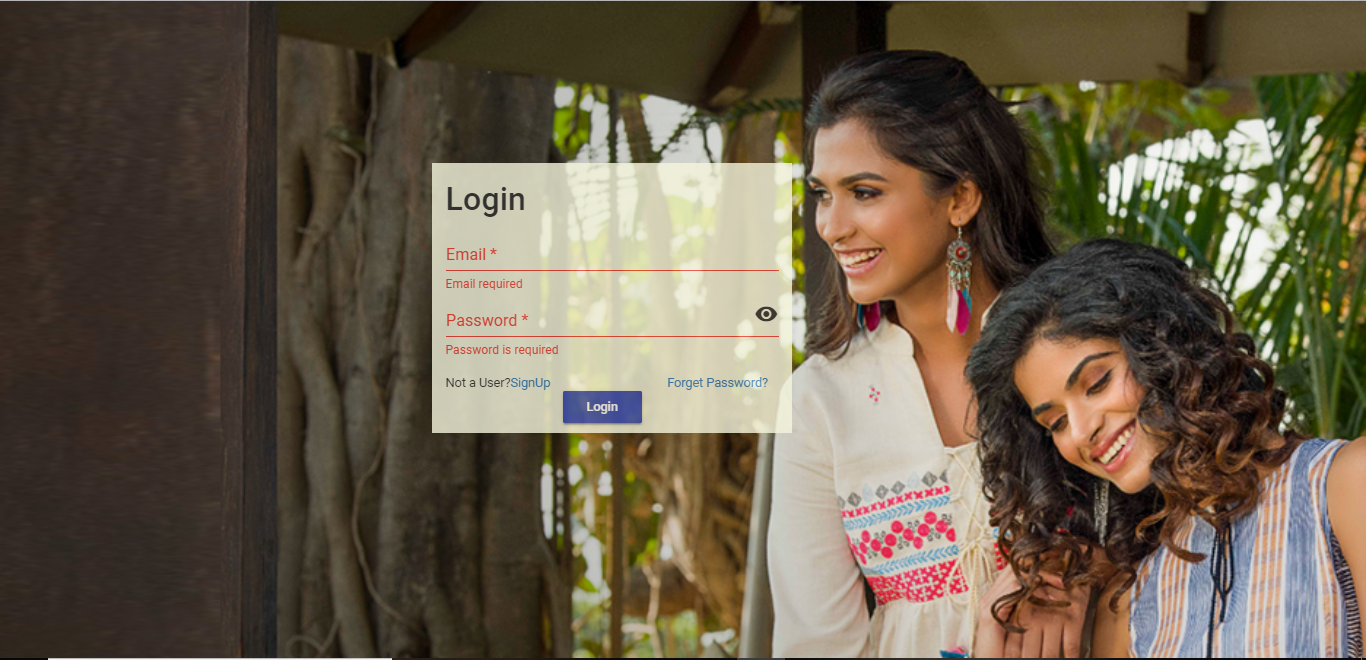 Login
Email *
Email required
Password *
Password is required
Not a User?SignUp Forget Password?
Login